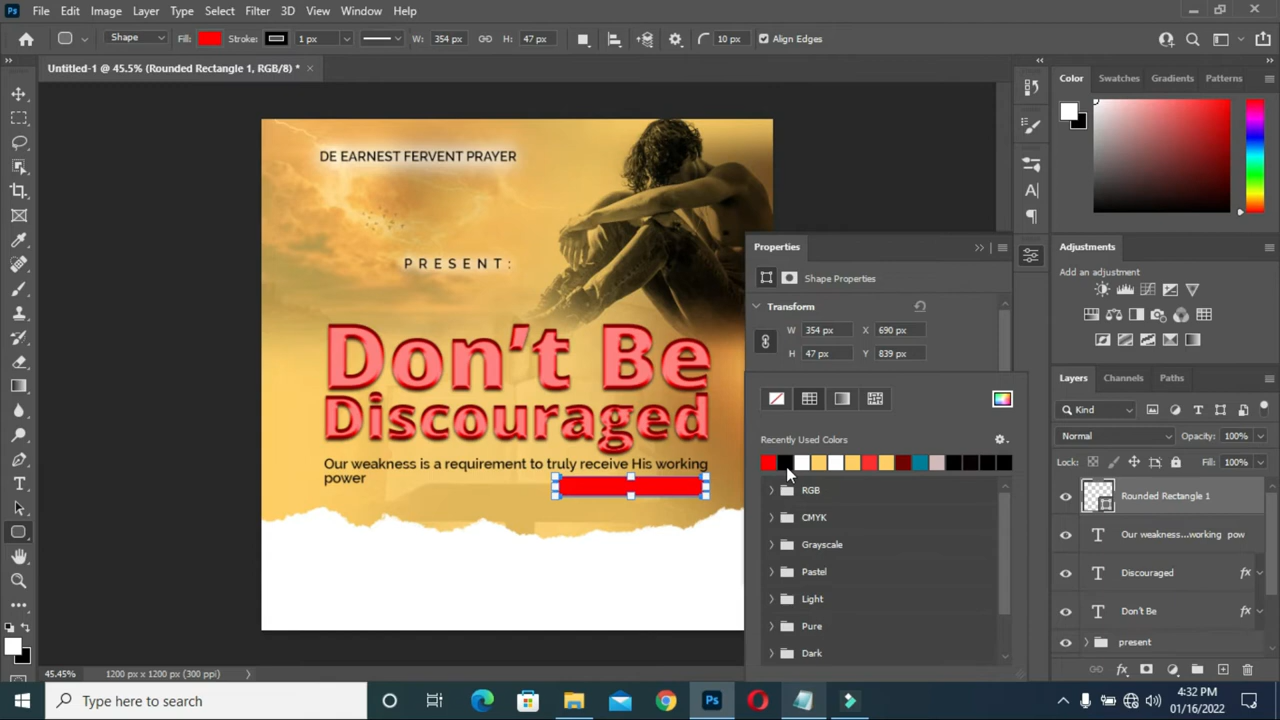 Ps File Edit Image Layer Type Select Filter 3D View Window Help
Shape Fill: Stroke: 1 px W: 354 px H: 47 px 10 px Align Edges
Untitled-1 @ 45.5% (Rounded Rectangle 1, RGB/8) * ×
Color Swatches Gradients Patterns
DE EARNEST FERVENT PRAYER
PRESENT:
Don't Be
Discouraged
Our weakness is a requirement to truly receive His working
power
Properties
Shape Properties
Transform
W 354 px X 690 px
H 47 px Y 839 px
Recently Used Colors
RGB
CMYK
Grayscale
Pastel
Light
Pure
Dark
Adjustments
Add an adjustment
Layers Channels Paths
Kind
Normal Opacity: 100%
Lock: Fill: 100%
Rounded Rectangle 1
T Our weakness...working pow
T Discouraged fx
T Don't Be fx
present
45.45% 1200 px x 1200 px (300 ppi)
Type here to search
4:32 PM
01/16/2022